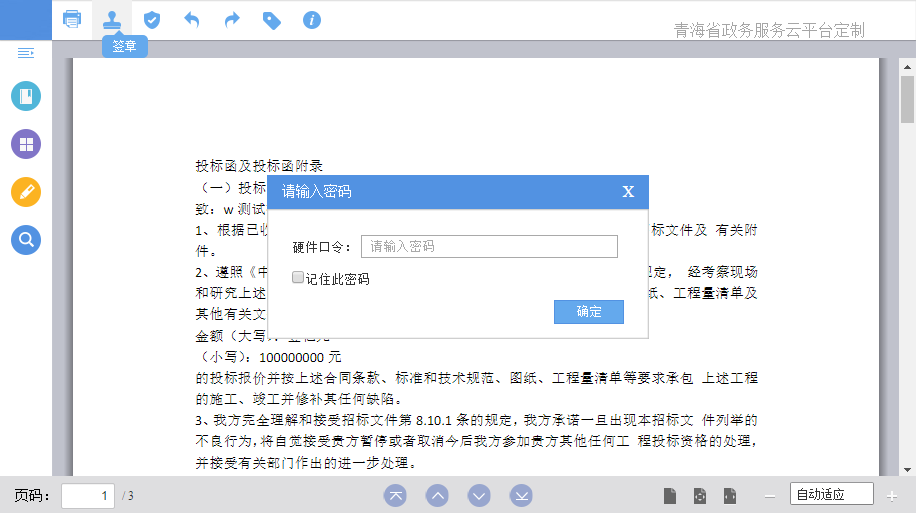 青海省政务服务云平台定制
签章
投标函及投标函附录
（一）投标
请输入密码 X
致：w 测试
1、根据已收 标文件及 有关附
件。
硬件口令： 请输入密码
2、遵照《中 规定， 经考察现场
记住此密码
和研究上述 纸、工程量清单及
其他有关文
确定
金额（大写）：壹亿元
（小写）：100000000 元
的投标报价并按上述合同条款、标准和技术规范、图纸、工程量清单等要求承包 上述工程
的施工、竣工并修补其任何缺陷。
3、我方完全理解和接受招标文件第 8.10.1 条的规定，我方承诺一旦出现本招标文 件列举的
不良行为，将自觉接受贵方暂停或者取消今后我方参加贵方其他任何工 程投标资格的处理，
并接受有关部门作出的进一步处理。
页码： 1 / 3 自动适应